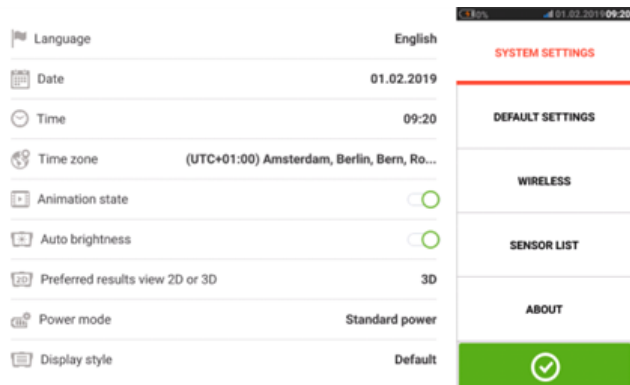 Language English
Date 01.02.2019
Time 09:20
Time zone (UTC+01:00) Amsterdam, Berlin, Bern, Ro...
Animation state
Auto brightness
2D Preferred results view 2D or 3D 3D
Power mode Standard power
Display style Default
01.02.2019 09:20
SYSTEM SETTINGS
DEFAULT SETTINGS
WIRELESS
SENSOR LIST
ABOUT